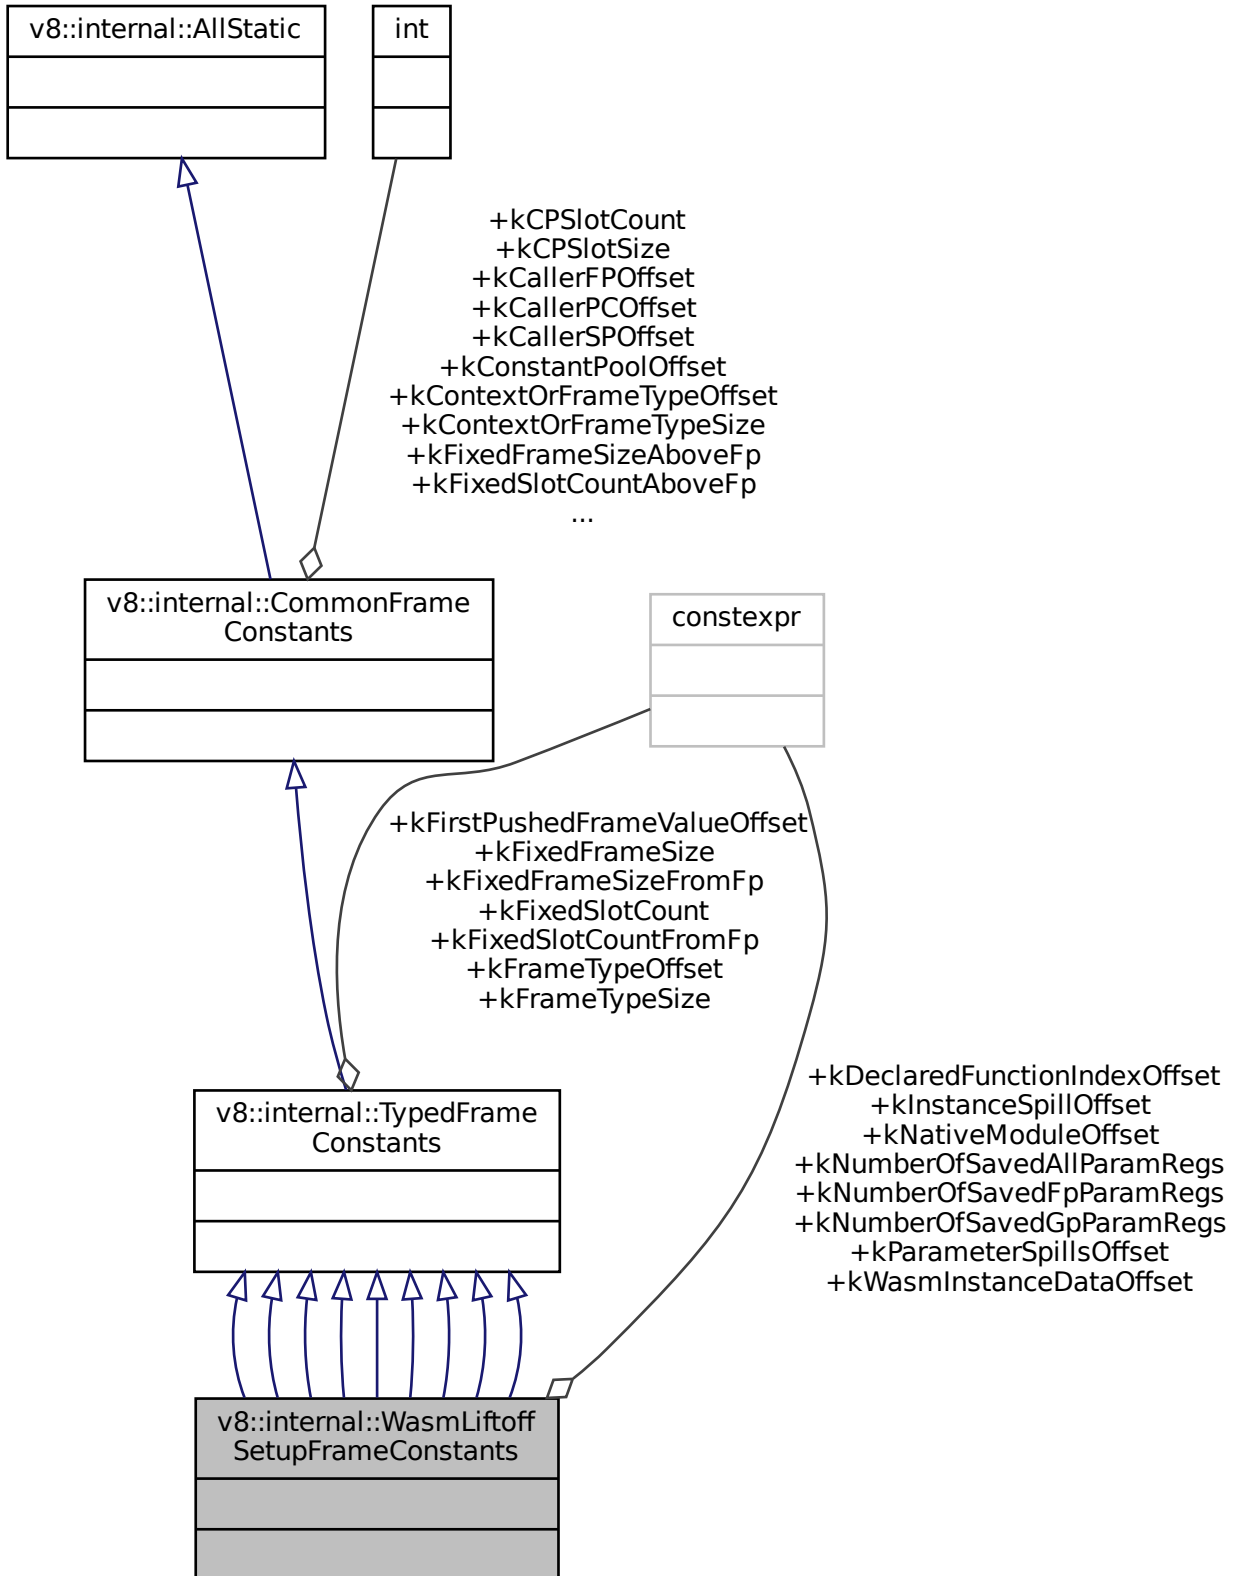 v8::internal::AllStatic
int
+kCPSlotCount
+kCPSlotSize
+kCallerFPOffset
+kCallerPCOffset
+kCallerSPOffset
+kConstantPoolOffset
+kContextOrFrameTypeOffset
+kContextOrFrameTypeSize
+kFixedFrameSizeAboveFp
+kFixedSlotCountAboveFp
...
v8::internal::CommonFrame
Constants
constexpr
+kFirstPushedFrameValueOffset
+kFixedFrameSize
+kFixedFrameSizeFromFp
+kFixedSlotCount
+kFixedSlotCountFromFp
+kFrameTypeOffset
+kFrameTypeSize
+kDeclaredFunctionIndexOffset
+kInstanceSpillOffset
+kNativeModuleOffset
+kNumberOfSavedAllParamRegs
+kNumberOfSavedFpParamRegs
+kNumberOfSavedGpParamRegs
+kParameterSpillsOffset
+kWasmInstanceDataOffset
v8::internal::TypedFrame
Constants
v8::internal::WasmLiftoff
SetupFrameConstants